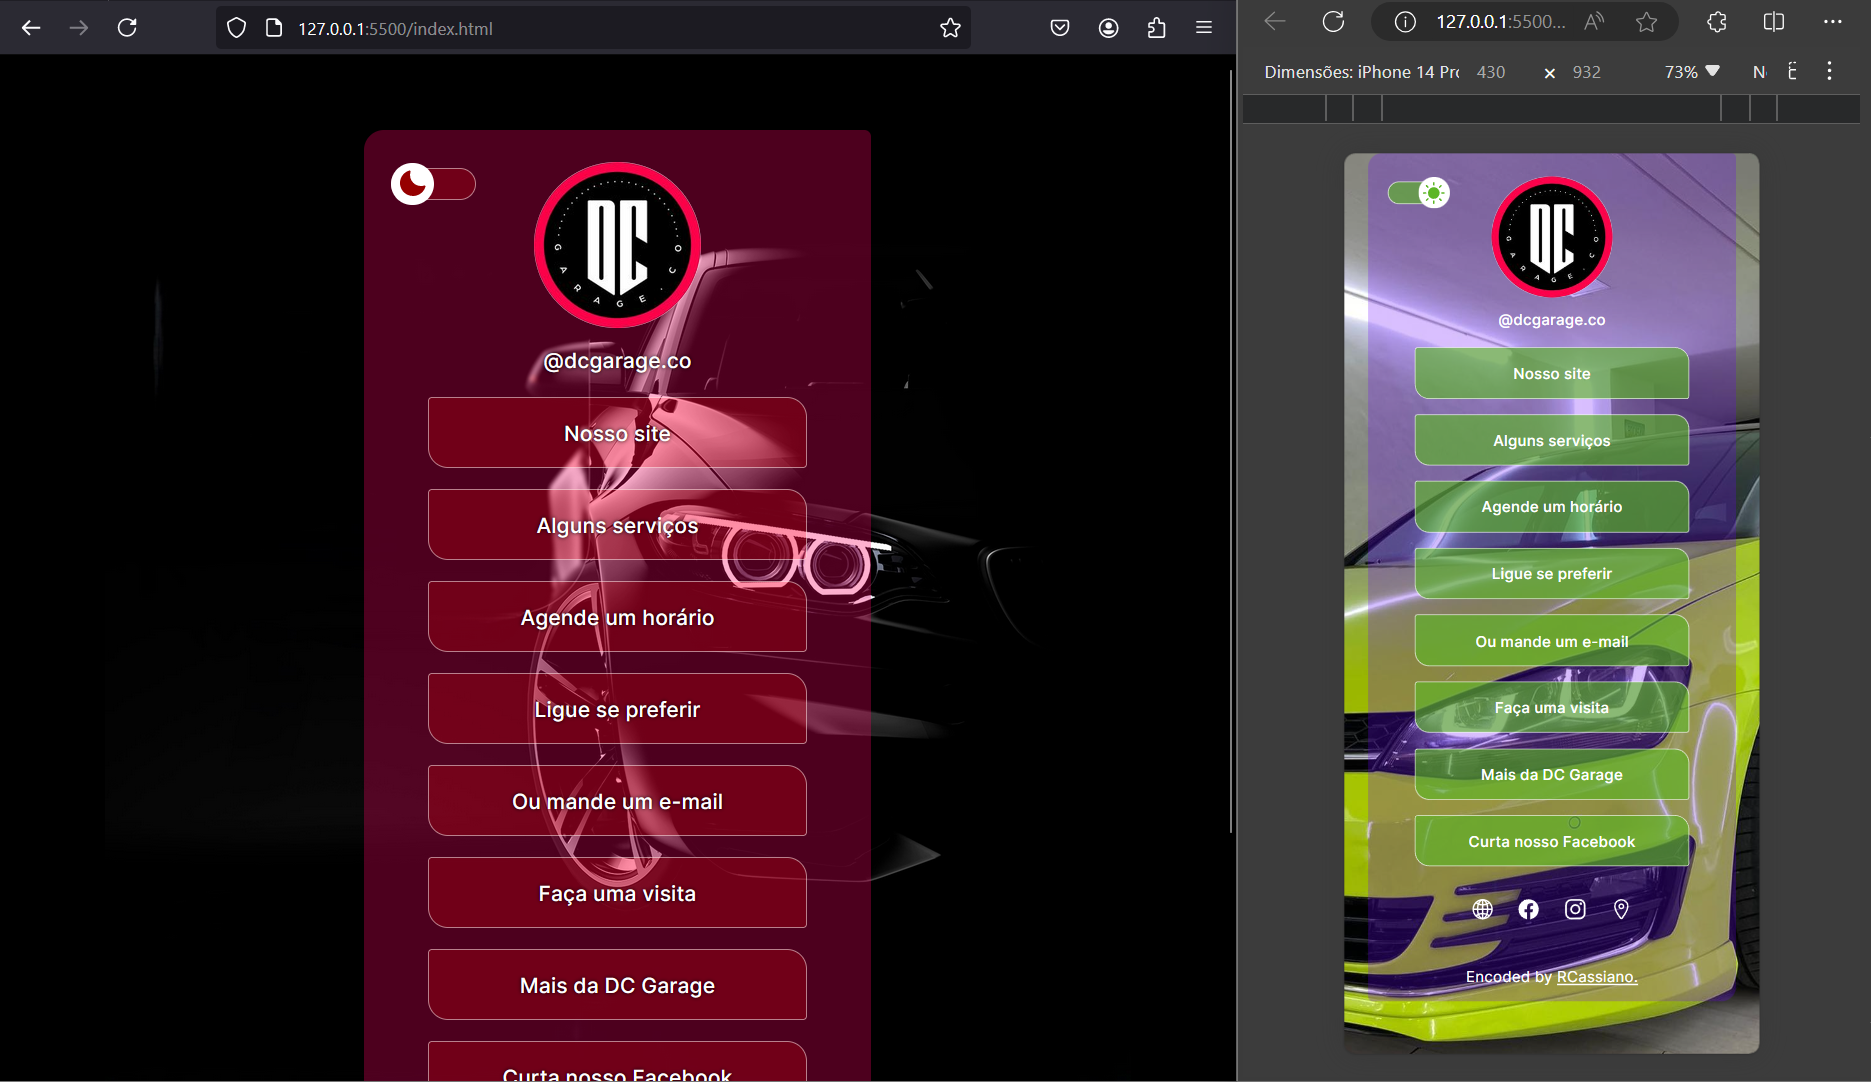 127.0.0.1:5500/index.html
DC
GARAGE.CO
@dcgarage.co
Nosso site
Alguns serviços
Agende um horário
Ligue se preferir
Ou mande um e-mail
Faça uma visita
Mais da DC Garage
Curta nosso Facebook
127.0.0.1:5500...
Dimensões: iPhone 14 Pro 430 × 932 73%
DC
GARAGE.CO
@dcgarage.co
Nosso site
Alguns serviços
Agende um horário
Ligue se preferir
Ou mande um e-mail
Faça uma visita
Mais da DC Garage
Curta nosso Facebook
Encoded by RCassiano.